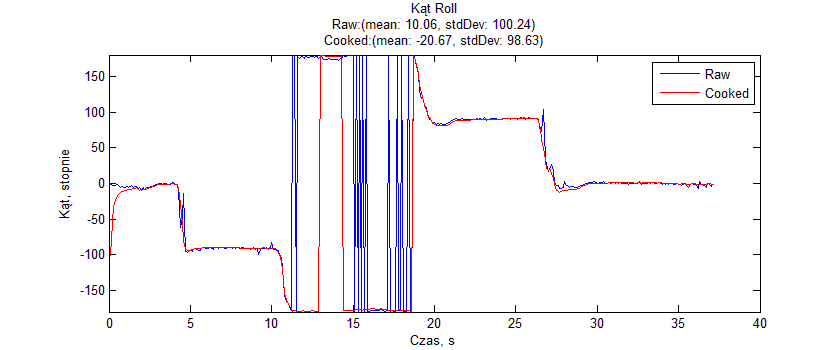 Kąt Roll
Raw:(mean: 10.06, stdDev: 100.24)
Cooked:(mean: -20.67, stdDev: 98.63)
Raw
Cooked
Kąt, stopnie
150
100
50
0
-50
-100
-150
0 5 10 15 20 25 30 35 40
Czas, s